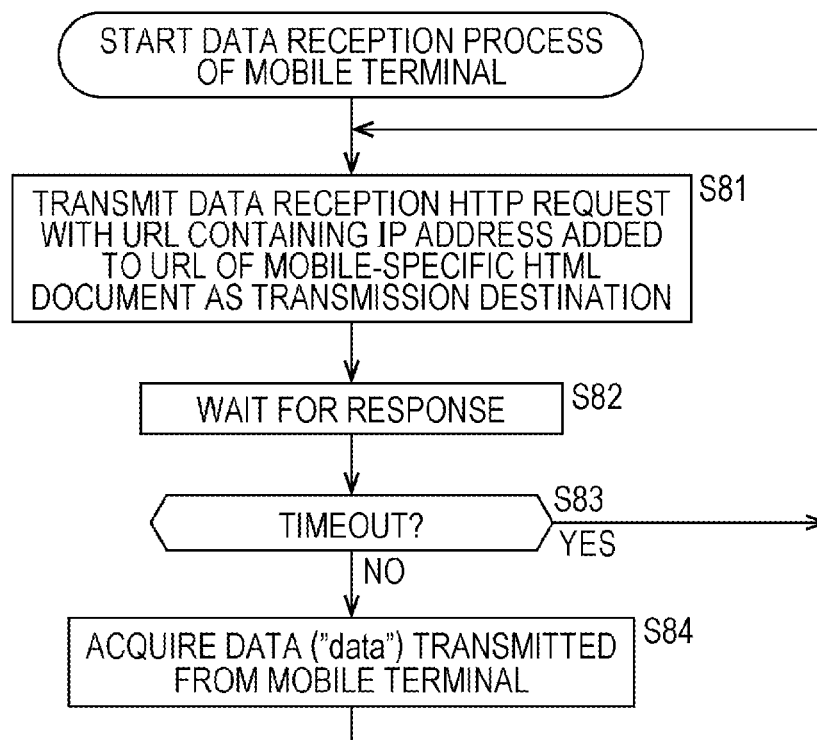 START DATA RECEPTION PROCESS
OF MOBILE TERMINAL
S81
TRANSMIT DATA RECEPTION HTTP REQUEST
WITH URL CONTAINING IP ADDRESS ADDED
TO URL OF MOBILE-SPECIFIC HTML
DOCUMENT AS TRANSMISSION DESTINATION
S82
WAIT FOR RESPONSE
S83
TIMEOUT?
YES
NO
S84
ACQUIRE DATA ("data") TRANSMITTED
FROM MOBILE TERMINAL